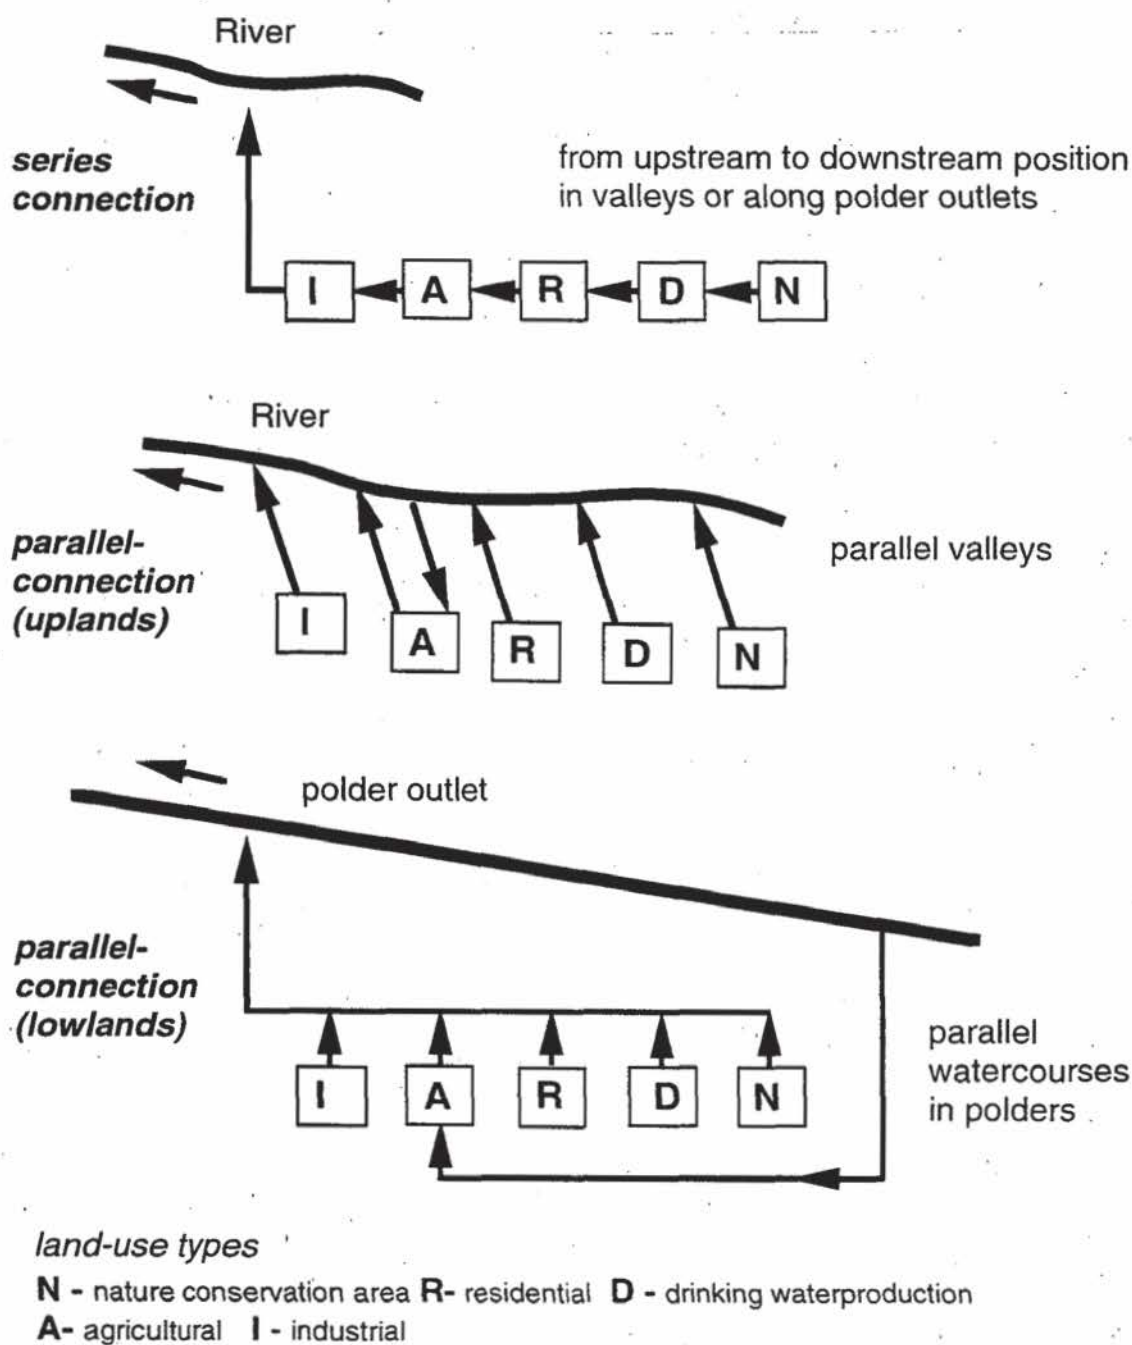 River
series
connection
from upstream to downstream position
in valleys or along polder outlets
I A R D N
River
parallel-
connection
(uplands)
parallel valleys
I A R D N
polder outlet
parallel-
connection
(lowlands)
parallel
watercourses
in polders
I A R D N
land-use types
N - nature conservation area R- residential D - drinking waterproduction
A- agricultural I - industrial